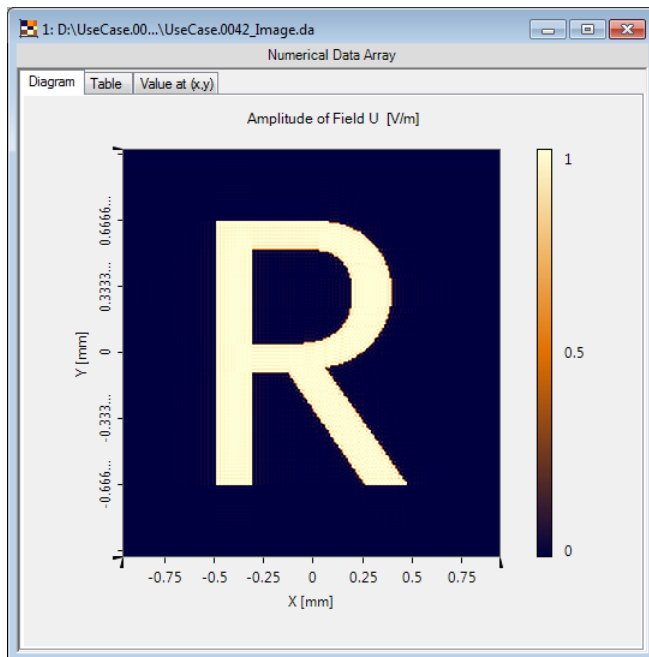 1: D:\UseCase.00...\UseCase.0042_Image.da
Numerical Data Array
Diagram Table Value at (x,y)
Amplitude of Field U [V/m]
R
1
0.5
0
0.6666...
0.3333...
0
-0.333...
-0.666...
Y [mm]
-0.75 -0.5 -0.25 0 0.25 0.5 0.75
X [mm]